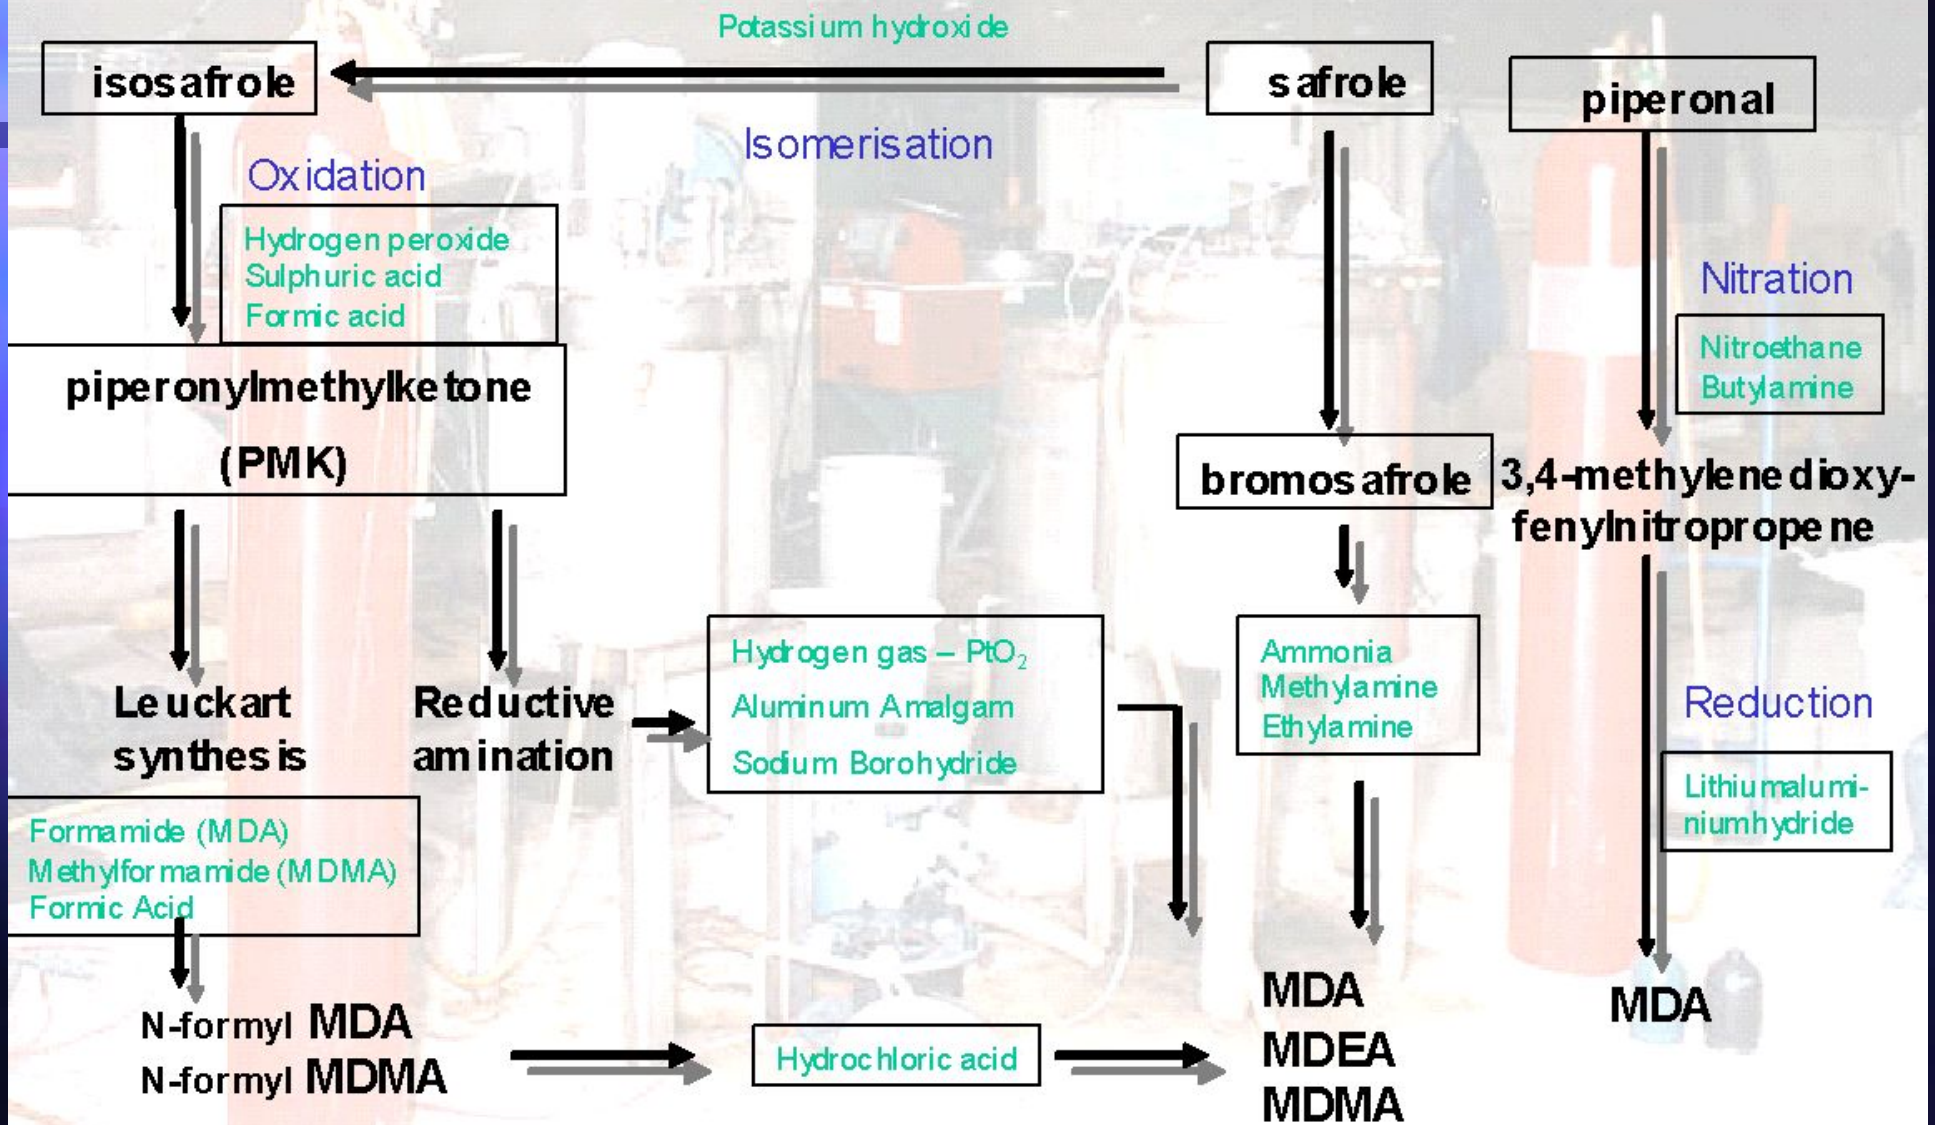 Potassium hydroxide
isosafrole
safrole
piperonal
Isomerisation
Oxidation
Hydrogen peroxide
Sulphuric acid
Formic acid
Nitration
Nitroethane
Butylamine
piperonylmethylketone
(PMK)
bromosafrole
3,4-methylenedioxy-
fenylnitropropene
Leuckart
synthesis
Reductive
amination
Hydrogen gas – PtO₂
Aluminum Amalgam
Sodium Borohydride
Ammonia
Methylamine
Ethylamine
Reduction
Lithiumalumi-
niumhydride
Formamide (MDA)
Methylformamide (MDMA)
Formic Acid
N-formyl MDA
N-formyl MDMA
Hydrochloric acid
MDA
MDEA
MDMA
MDA